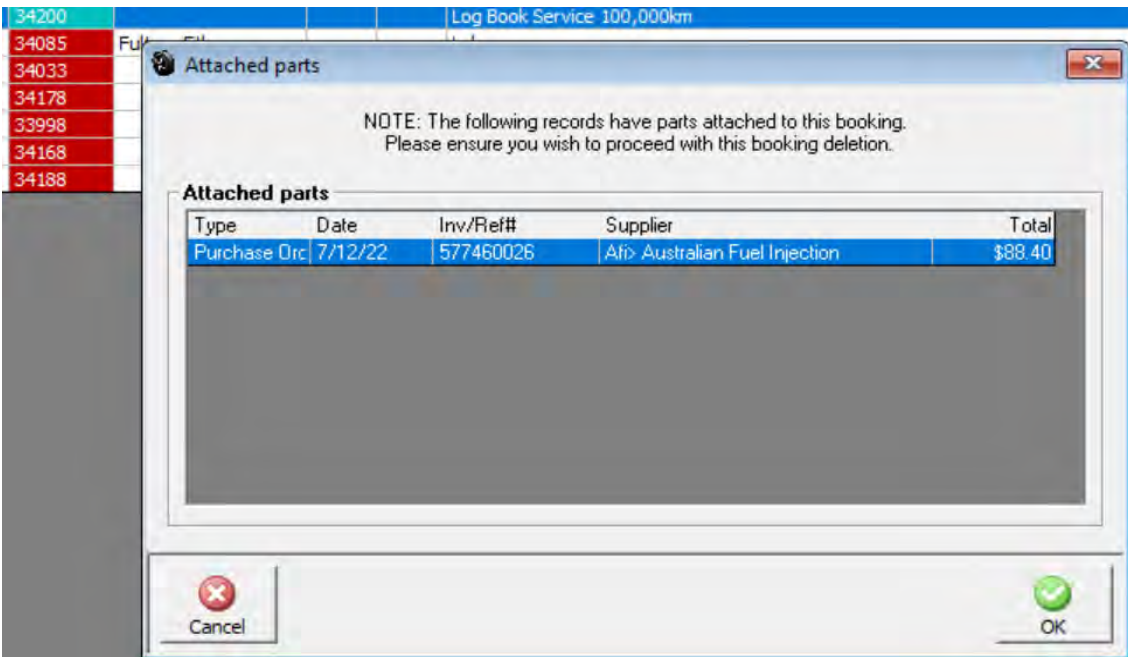 34200 Log Book Service 100,000km
34085
34033
34178
33998
34168
34188
Attached parts
NOTE: The following records have parts attached to this booking.
Please ensure you wish to proceed with this booking deletion.
Attached parts
Type Date Inv/Ref# Supplier Total
Purchase Orc 7/12/22 577460026 Afi> Australian Fuel Injection $88.40
Cancel OK